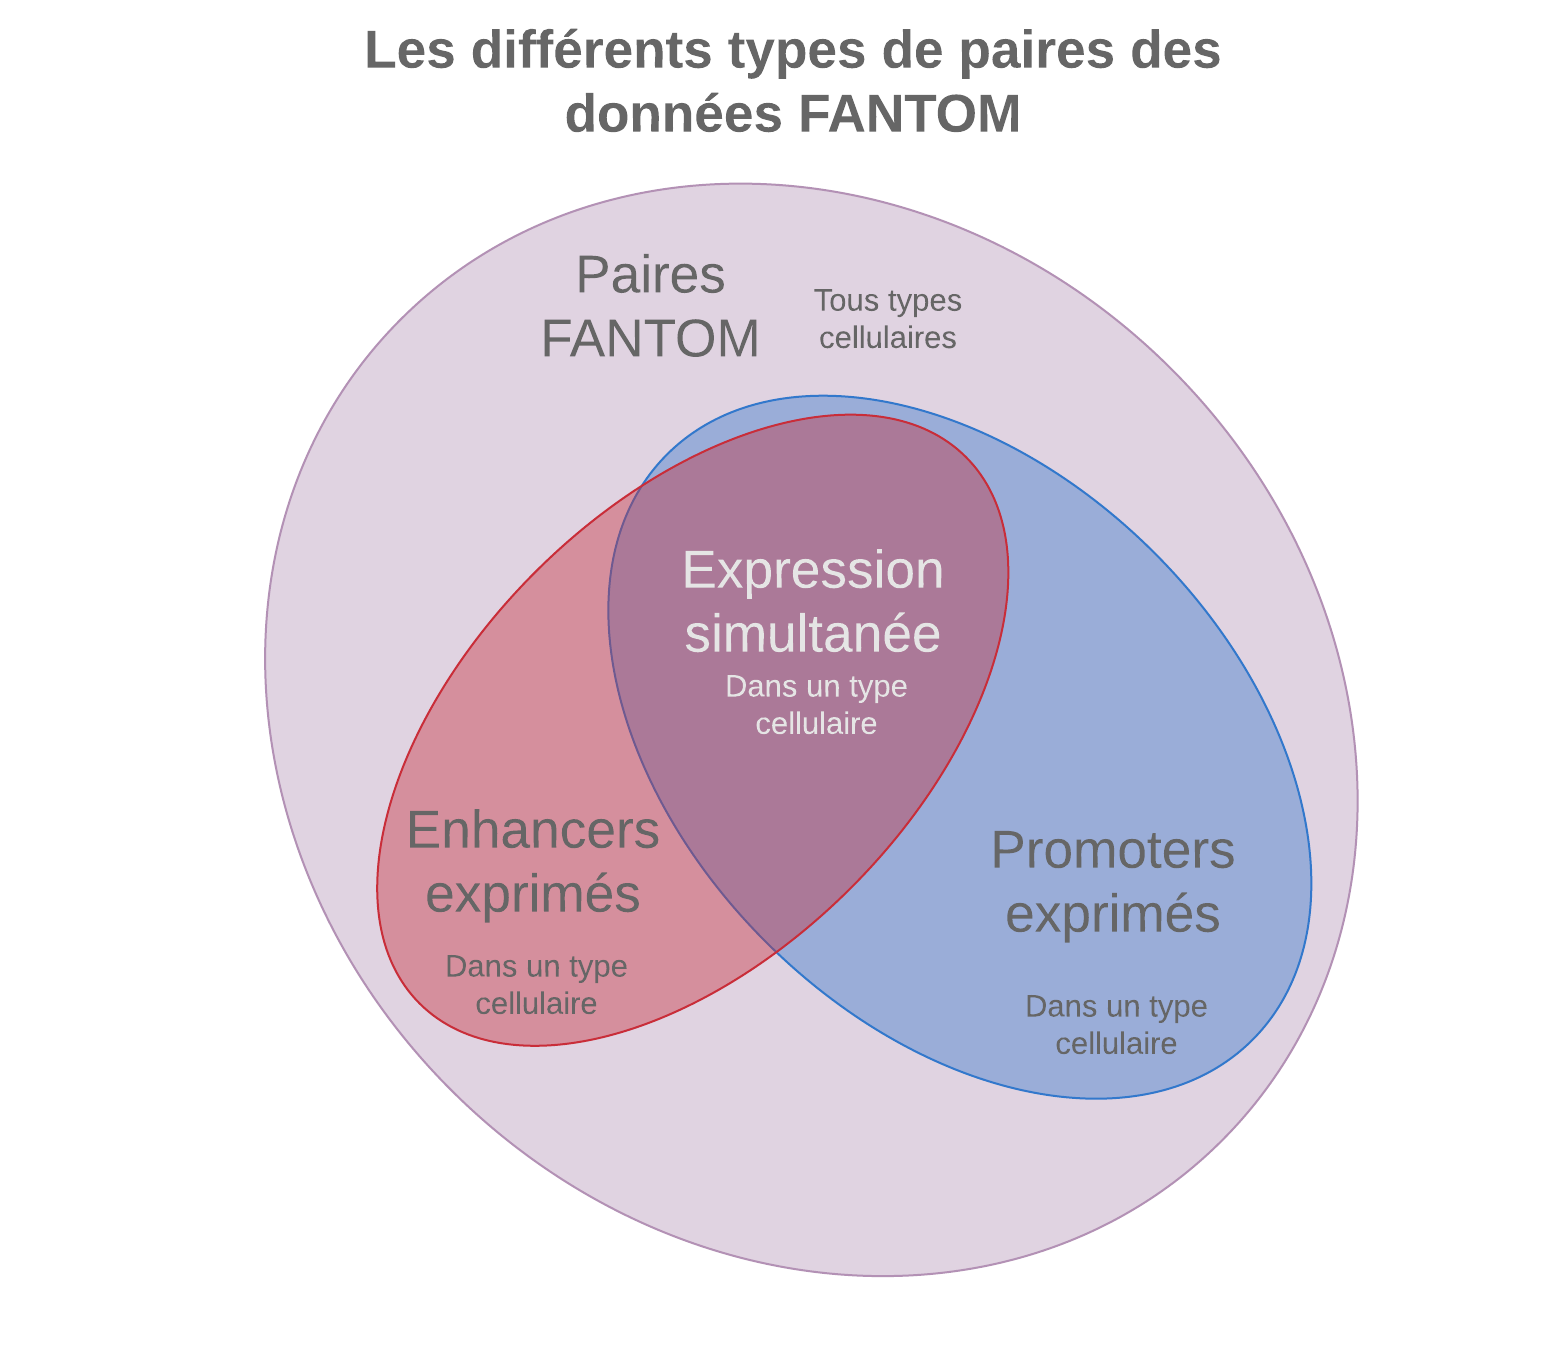 Les différents types de paires des
données FANTOM
Paires
FANTOM
Tous types
cellulaires
Expression
simultanée
Dans un type
cellulaire
Enhancers
exprimés
Dans un type
cellulaire
Promoters
exprimés
Dans un type
cellulaire